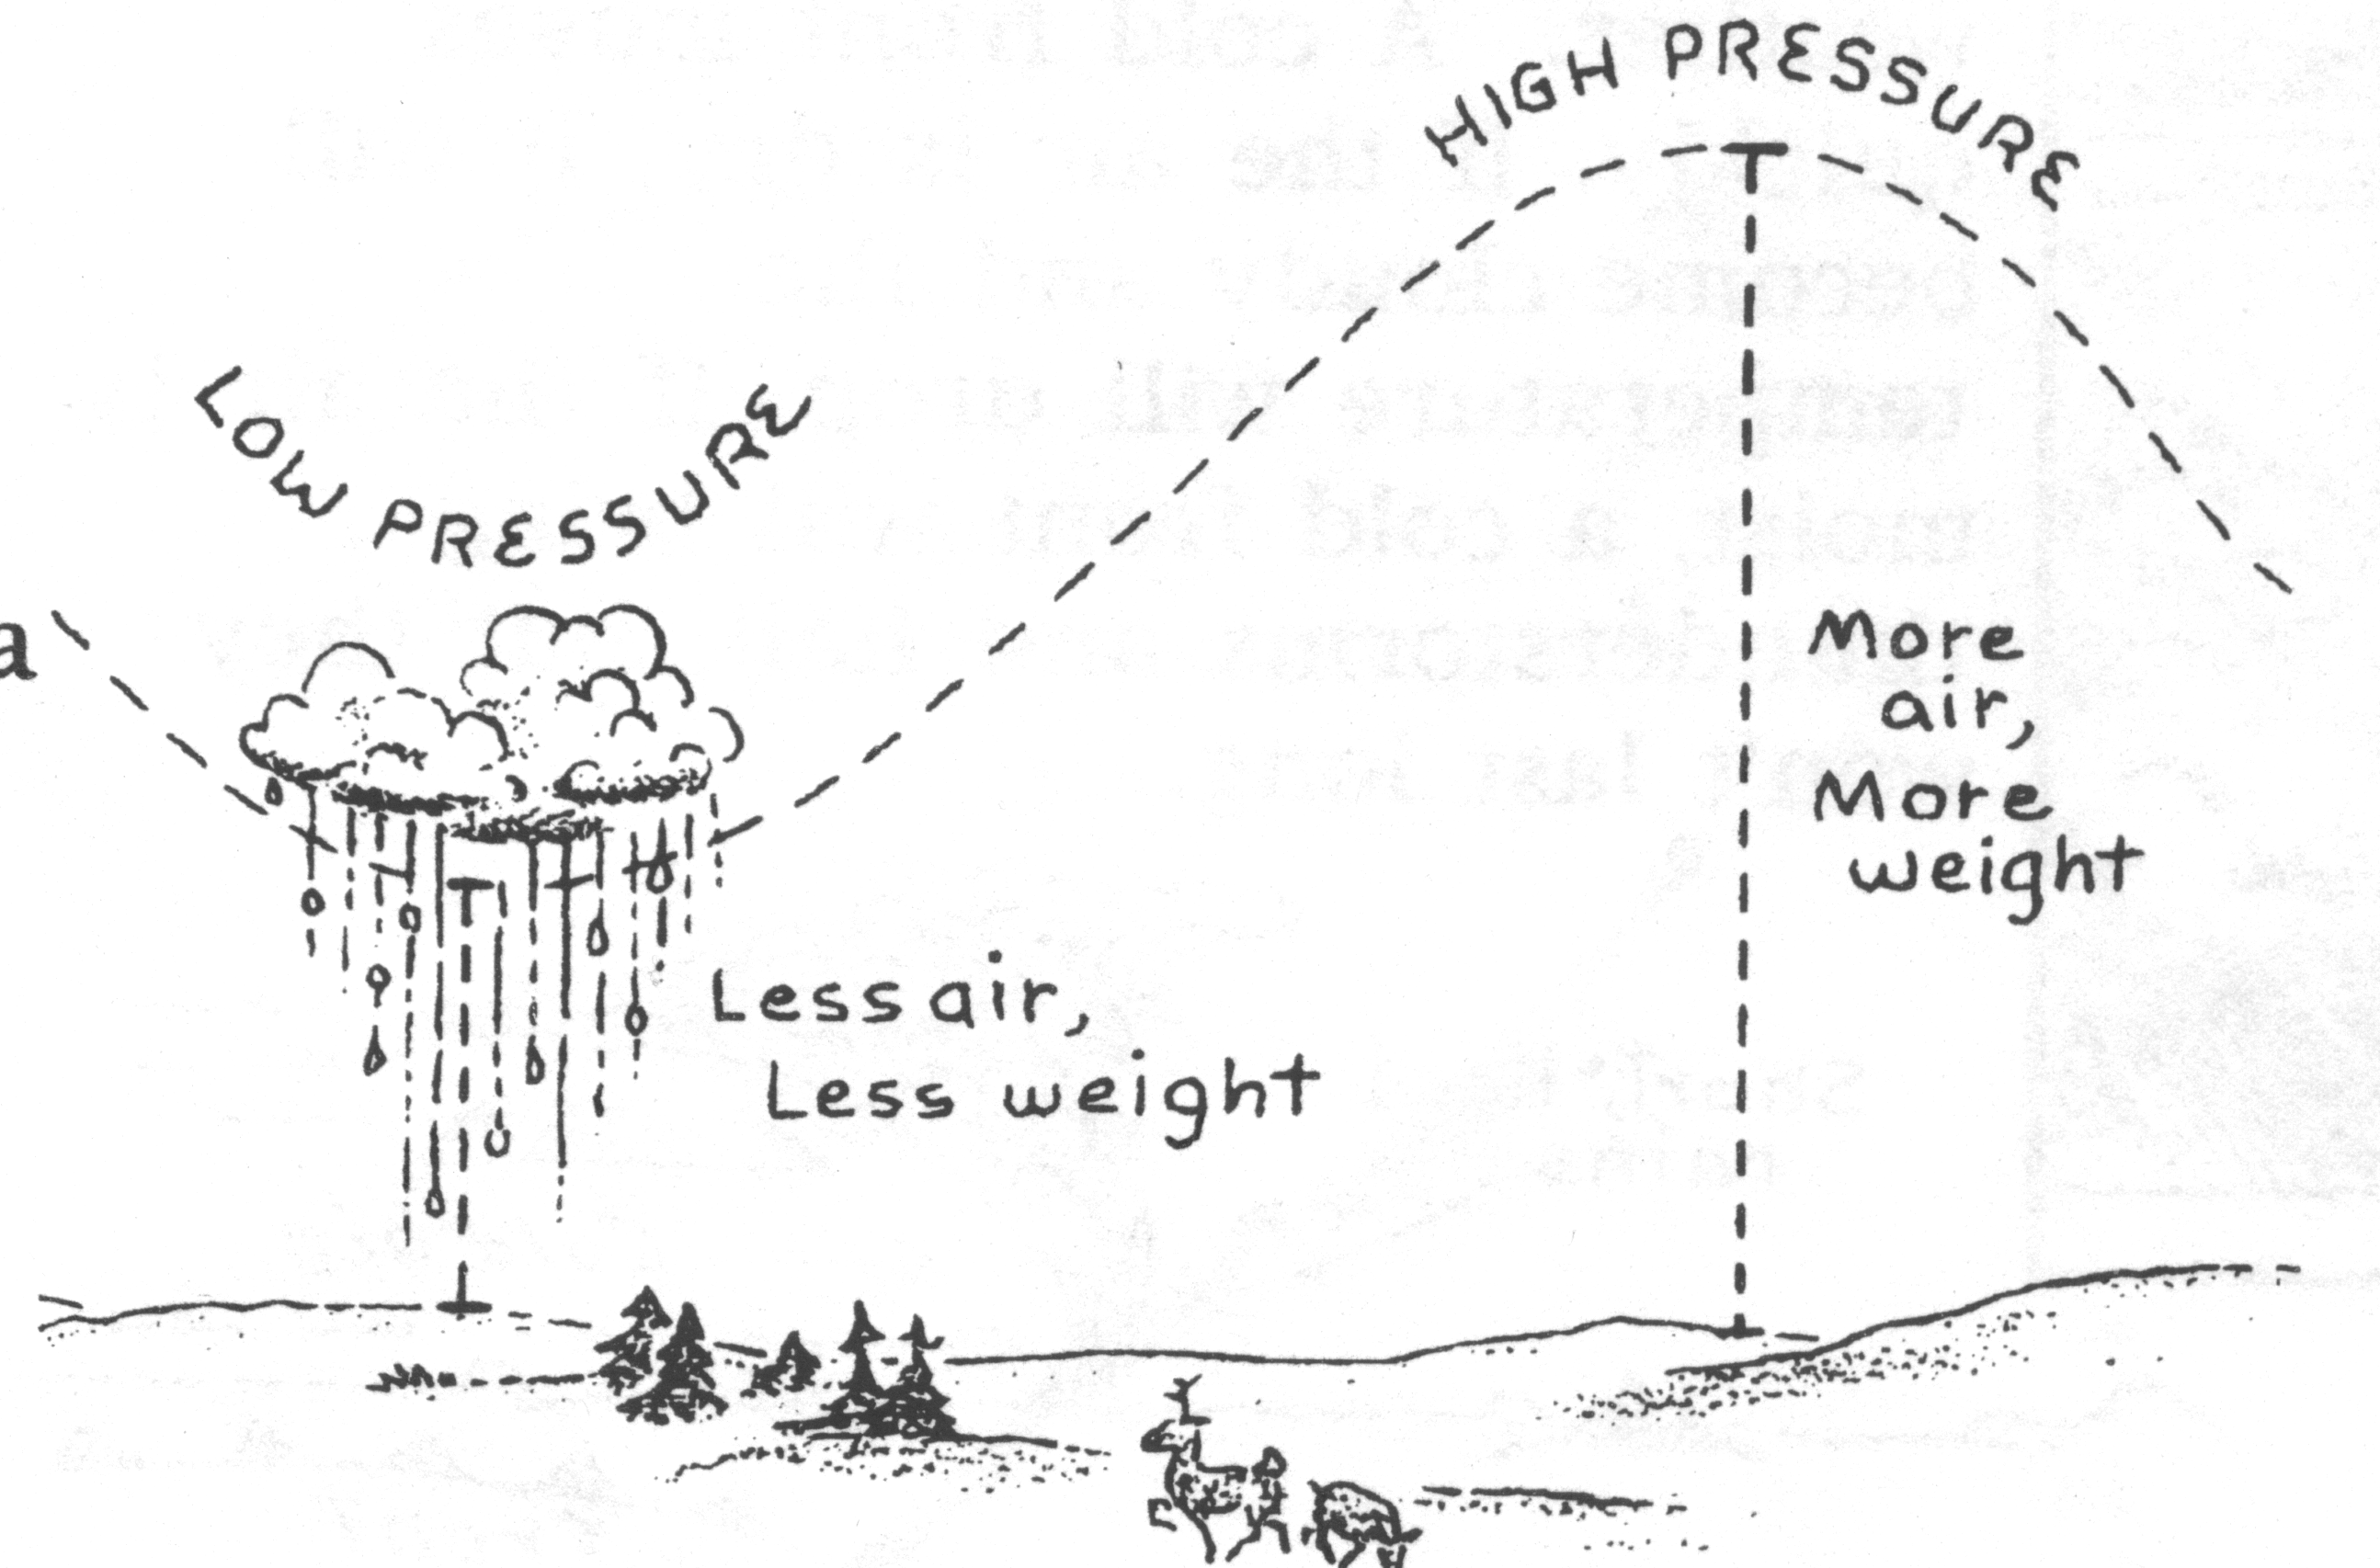 HIGH PRESSURE
LOW PRESSURE
a
More
air,
More
weight
Less air,
Less weight